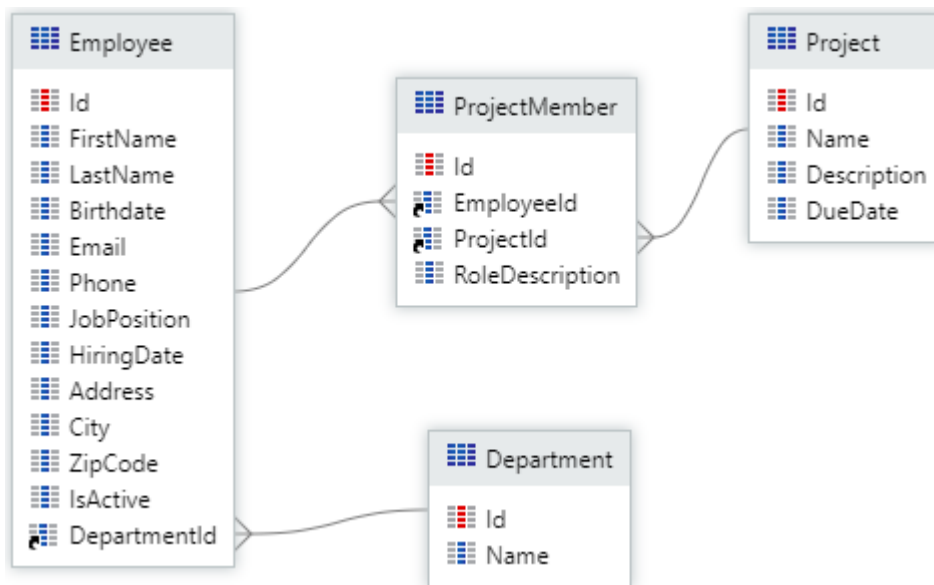 Employee
Id
FirstName
LastName
Birthdate
Email
Phone
JobPosition
HiringDate
Address
City
ZipCode
IsActive
DepartmentId
ProjectMember
Id
EmployeeId
ProjectId
RoleDescription
Project
Id
Name
Description
DueDate
Department
Id
Name